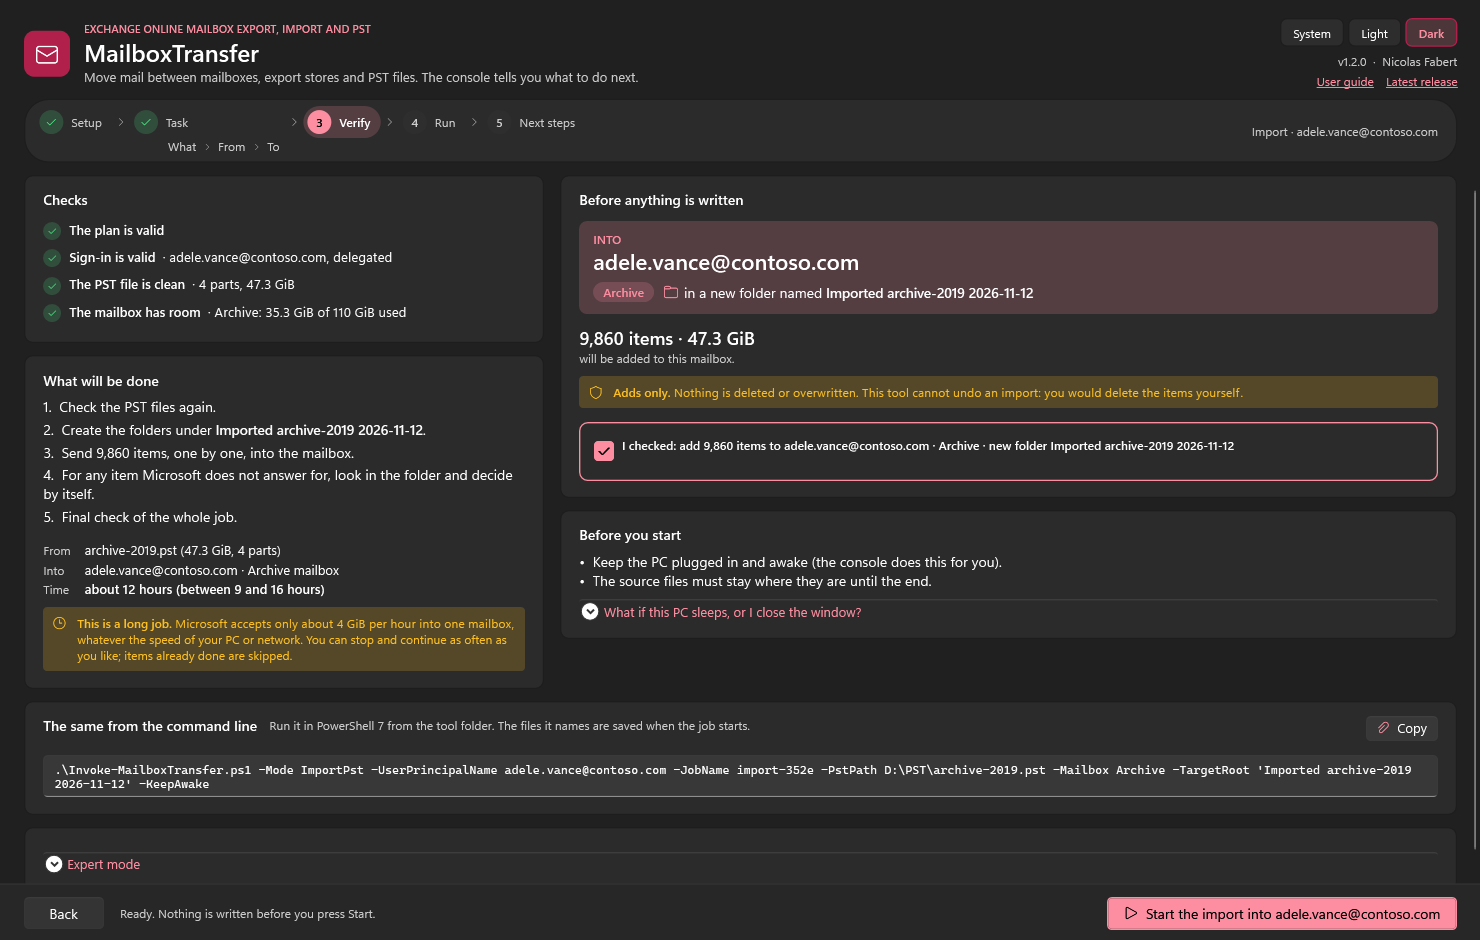 EXCHANGE ONLINE MAILBOX EXPORT, IMPORT AND PST
MailboxTransfer
Move mail between mailboxes, export stores and PST files. The console tells you what to do next.
System
Light
Dark
v1.2.0 · Nicolas Fabert
User guide
Latest release
Setup
Task
3 Verify
4 Run
5 Next steps
What
From
To
Import · adele.vance@contoso.com
Checks
The plan is valid
Sign-in is valid · adele.vance@contoso.com, delegated
The PST file is clean · 4 parts, 47.3 GiB
The mailbox has room · Archive: 35.3 GiB of 110 GiB used
What will be done
1. Check the PST files again.
2. Create the folders under Imported archive-2019 2026-11-12.
3. Send 9,860 items, one by one, into the mailbox.
4. For any item Microsoft does not answer for, look in the folder and decide
by itself.
5. Final check of the whole job.
From archive-2019.pst (47.3 GiB, 4 parts)
Into adele.vance@contoso.com · Archive mailbox
Time about 12 hours (between 9 and 16 hours)
This is a long job. Microsoft accepts only about 4 GiB per hour into one mailbox,
whatever the speed of your PC or network. You can stop and continue as often as
you like; items already done are skipped.
Before anything is written
INTO
adele.vance@contoso.com
Archive in a new folder named Imported archive-2019 2026-11-12
9,860 items · 47.3 GiB
will be added to this mailbox.
Adds only. Nothing is deleted or overwritten. This tool cannot undo an import: you would delete the items yourself.
I checked: add 9,860 items to adele.vance@contoso.com · Archive · new folder Imported archive-2019 2026-11-12
Before you start
• Keep the PC plugged in and awake (the console does this for you).
• The source files must stay where they are until the end.
What if this PC sleeps, or I close the window?
The same from the command line Run it in PowerShell 7 from the tool folder. The files it names are saved when the job starts.
Copy
.\Invoke-MailboxTransfer.ps1 -Mode ImportPst -UserPrincipalName adele.vance@contoso.com -JobName import-352e -PstPath D:\PST\archive-2019.pst -Mailbox Archive -TargetRoot 'Imported archive-2019
2026-11-12' -KeepAwake
Expert mode
Back
Ready. Nothing is written before you press Start.
Start the import into adele.vance@contoso.com